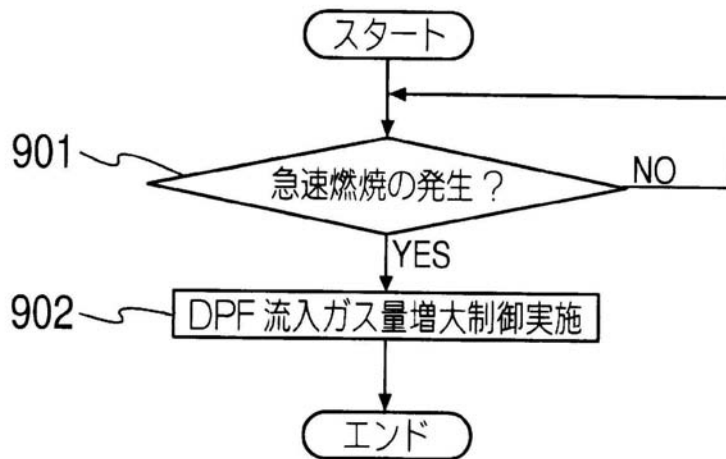 スタート
901
急速燃焼の発生?
NO
YES
902
DPF 流入ガス量増大制御実施
エンド